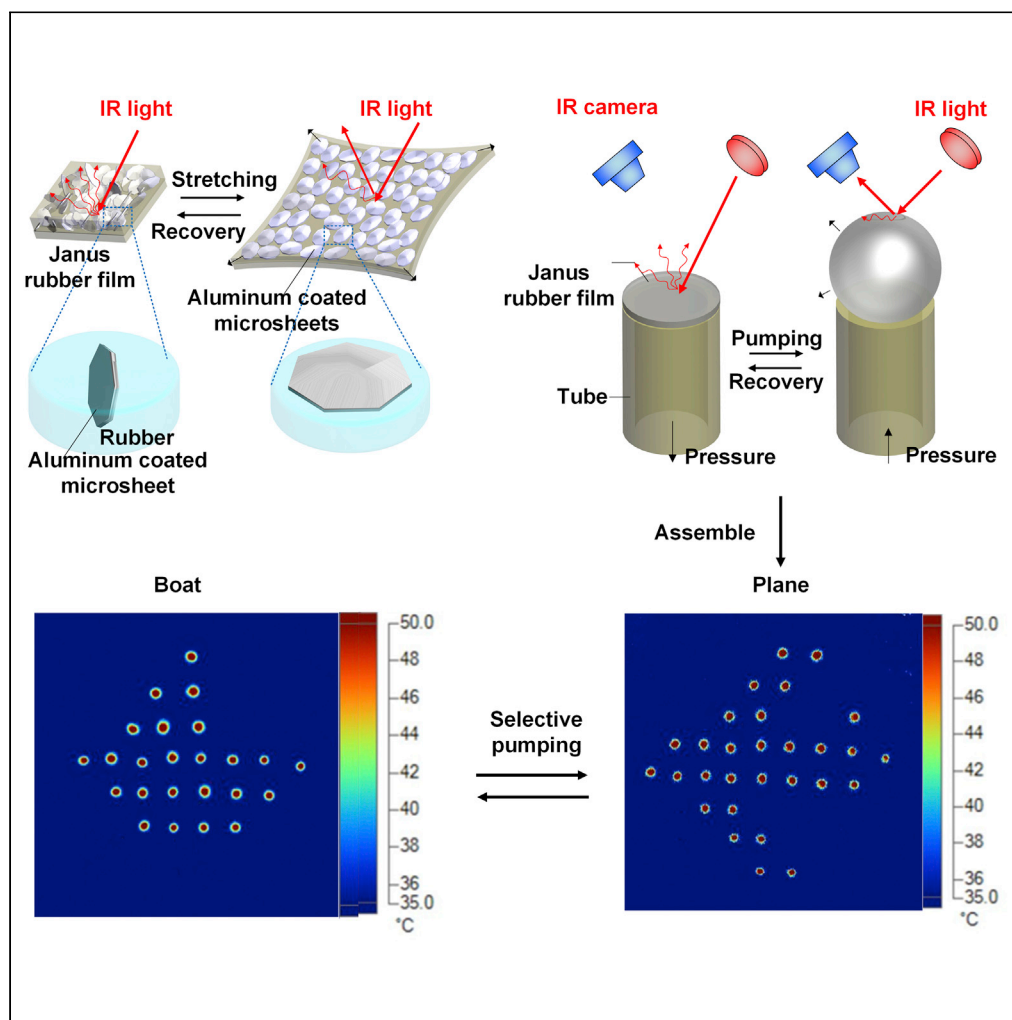 IR light
IR light
Stretching
Recovery
Janus
rubber film
Aluminum coated
microsheets
Rubber
Aluminum coated
microsheet
IR camera
IR light
Janus
rubber film
Pumping
Recovery
Tube
Pressure
Pressure
Assemble
Boat
50.0
48
46
44
42
40
38
36
35.0
°C
Selective
pumping
Plane
50.0
48
46
44
42
40
38
36
35.0
°C